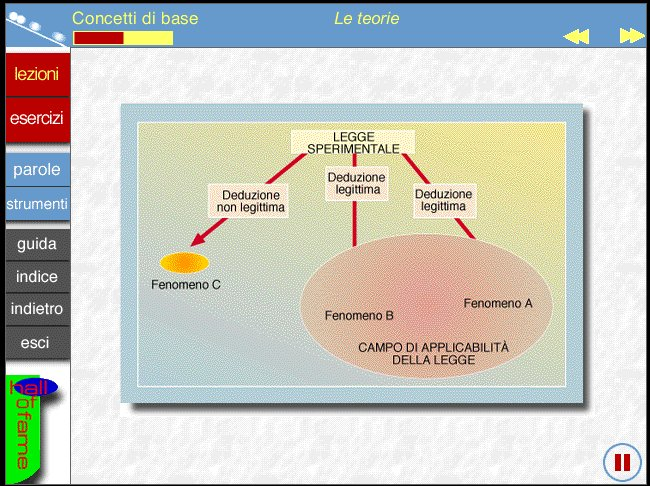 Concetti di base
Le teorie
lezioni
esercizi
parole
strumenti
guida
indice
indietro
esci
hall
of
farme
LEGGE
SPERIMENTALE
Deduzione
non legittima
Deduzione
legittima
Deduzione
legittima
Fenomeno C
Fenomeno B
Fenomeno A
CAMPO DI APPLICABILITÀ
DELLA LEGGE